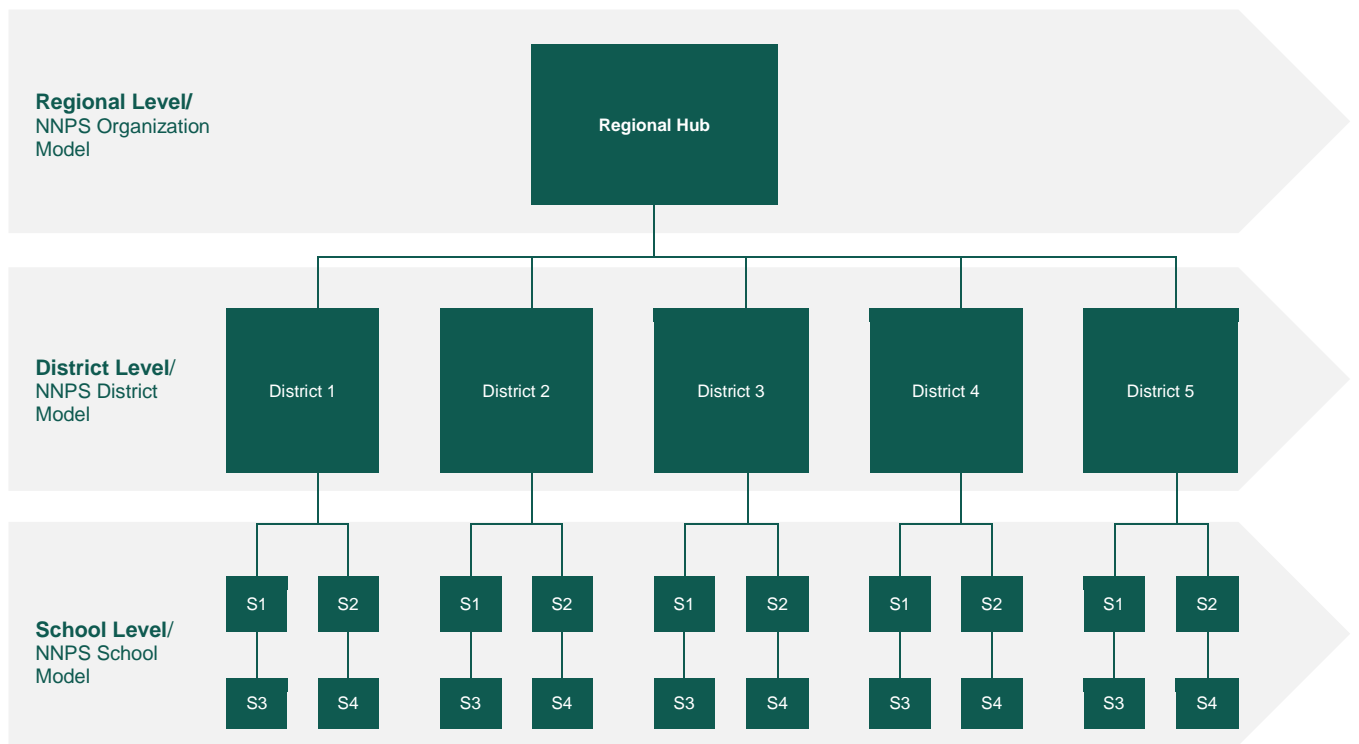 Regional Level/
NNPS Organization
Model
Regional Hub
District Level/
NNPS District
Model
District 1
District 2
District 3
District 4
District 5
School Level/
NNPS School
Model
S1
S2
S1
S2
S1
S2
S1
S2
S1
S2
S3
S4
S3
S4
S3
S4
S3
S4
S3
S4